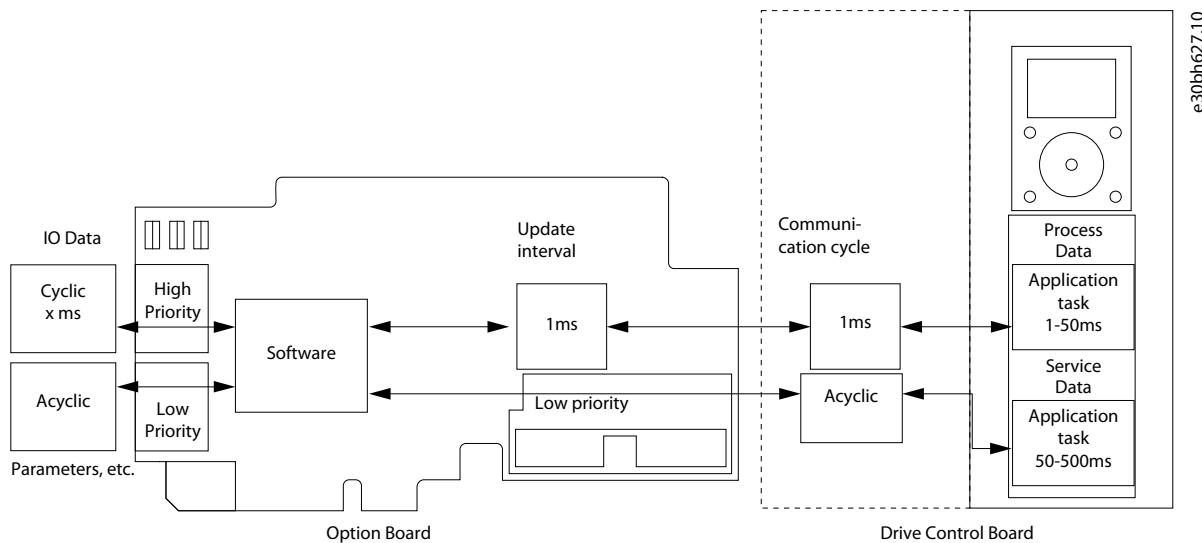 e30bh627.10
IO Data
Cyclic
x ms
Acyclic
Parameters, etc.
High
Priority
Low
Priority
Software
Update
interval
1ms
Low priority
Communi-
cation cycle
1ms
Acyclic
Process
Data
Application
task
1-50ms
Service
Data
Application
task
50-500ms
Option Board
Drive Control Board